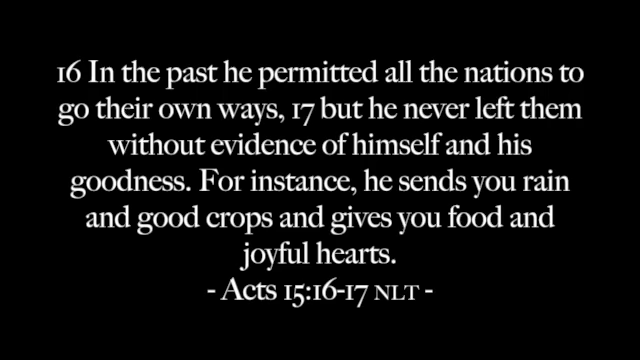 16 In the past he permitted all the nations to
go their own ways, 17 but he never left them
without evidence of himself and his
goodness. For instance, he sends you rain
and good crops and gives you food and
joyful hearts.
- Acts 15:16-17 NLT -